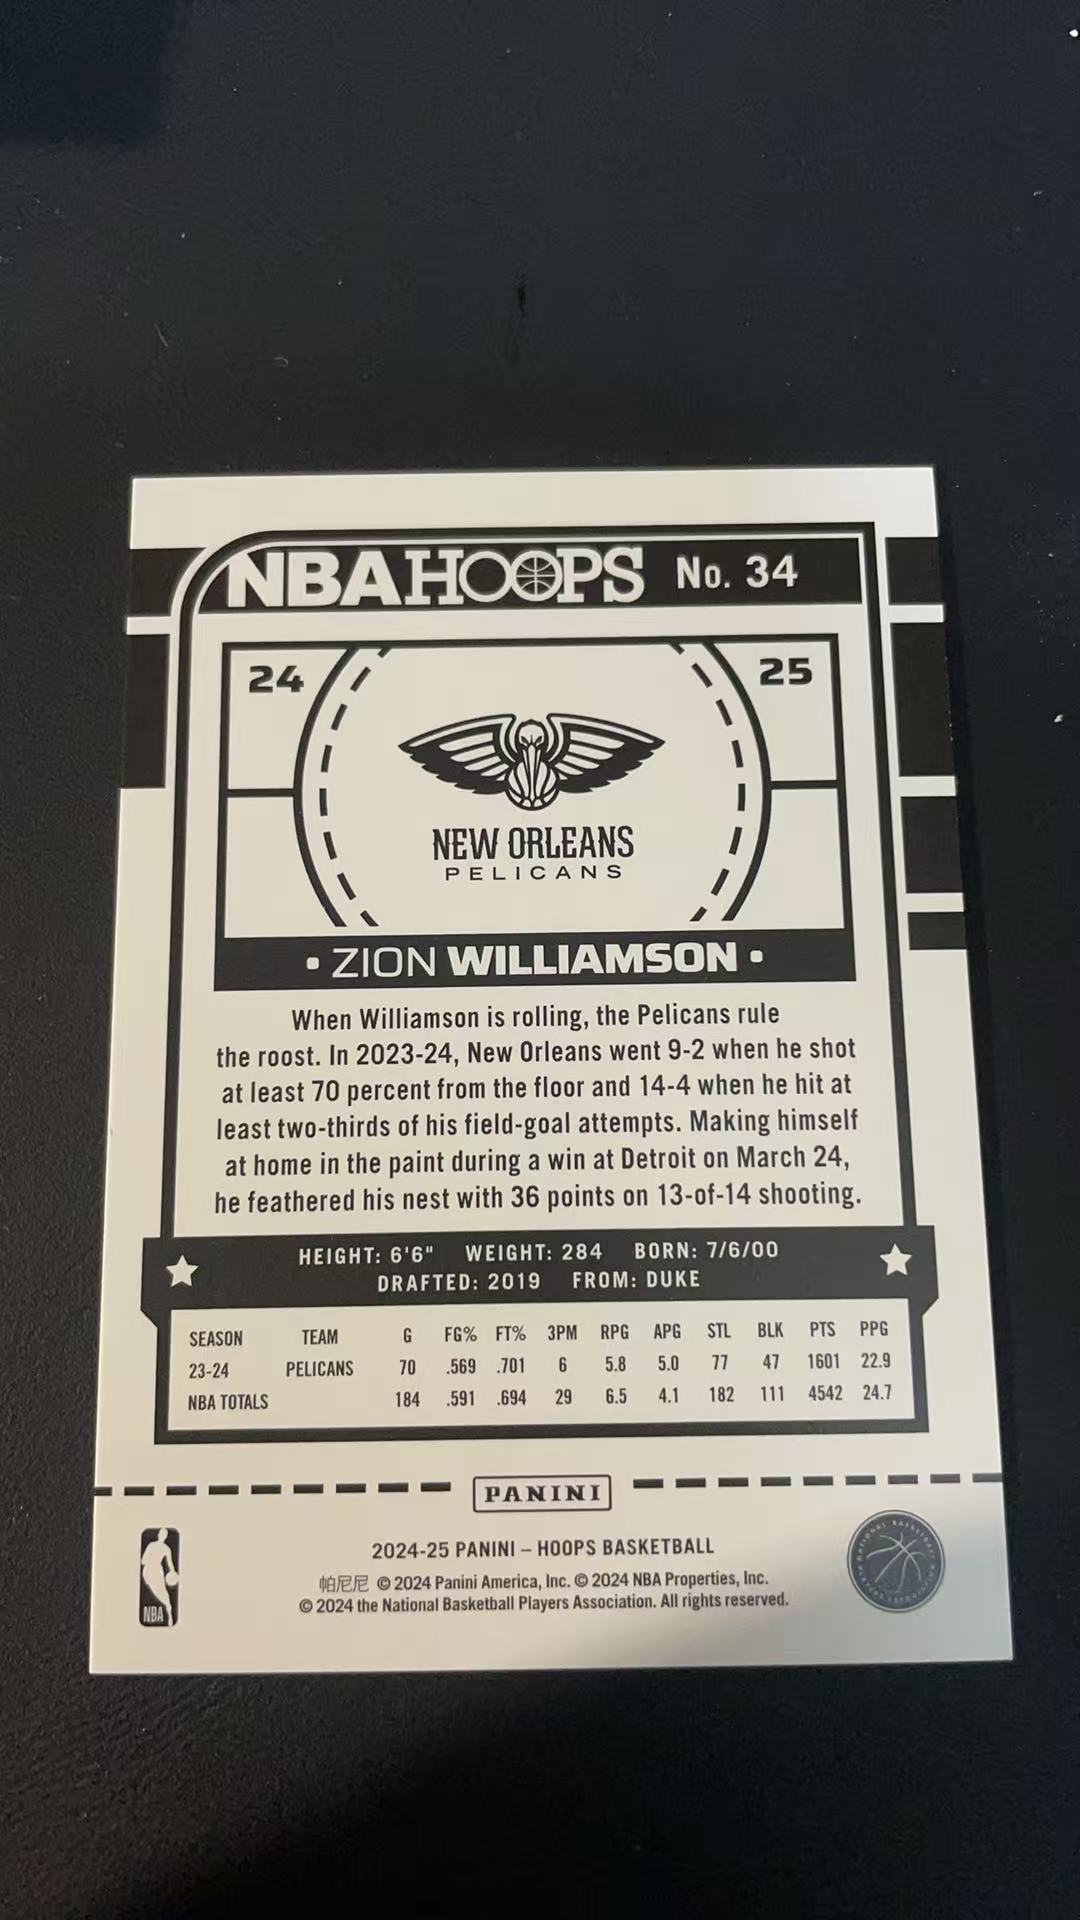 NBA HOOPS No. 34
24 25
NEW ORLEANS
PELICANS
• ZION WILLIAMSON •
When Williamson is rolling, the Pelicans rule
the roost. In 2023-24, New Orleans went 9-2 when he shot
at least 70 percent from the floor and 14-4 when he hit at
least two-thirds of his field-goal attempts. Making himself
at home in the paint during a win at Detroit on March 24,
he feathered his nest with 36 points on 13-of-14 shooting.
HEIGHT: 6'6" WEIGHT: 284 BORN: 7/6/00
DRAFTED: 2019 FROM: DUKE
SEASON TEAM G FG% FT% 3PM RPG APG STL BLK PTS PPG
23-24 PELICANS 70 .569 .701 6 5.8 5.0 77 47 1601 22.9
NBA TOTALS 184 .591 .694 29 6.5 4.1 182 111 4542 24.7
PANINI
2024-25 PANINI – HOOPS BASKETBALL
帕尼尼 © 2024 Panini America, Inc. © 2024 NBA Properties, Inc.
© 2024 the National Basketball Players Association. All rights reserved.
NBA